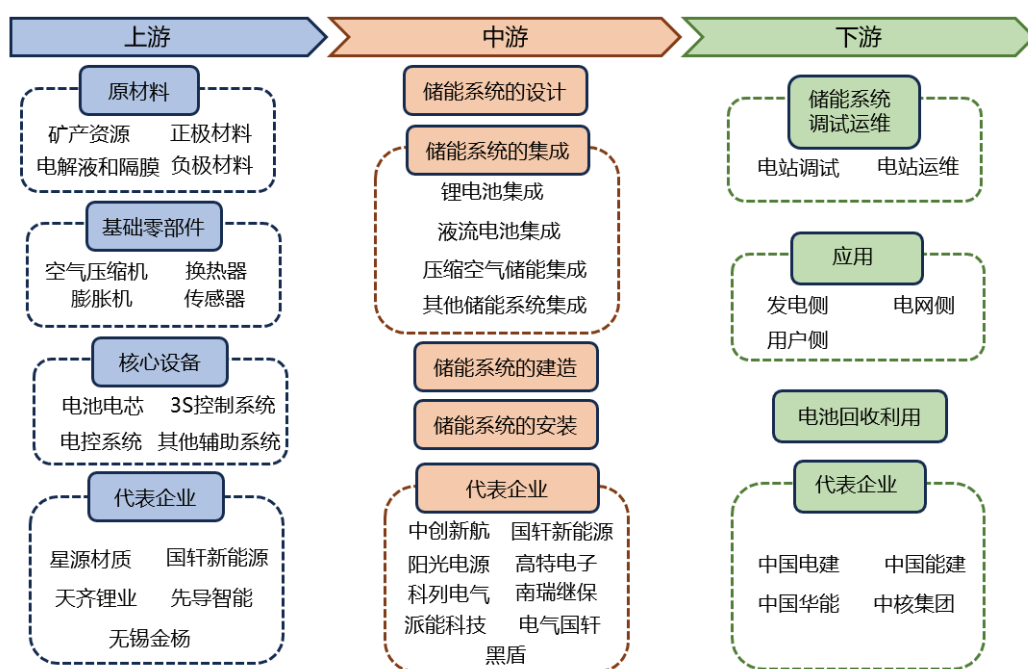 上游
中游
下游
原材料
矿产资源 正极材料
电解液和隔膜 负极材料
基础零部件
空气压缩机 换热器
膨胀机 传感器
核心设备
电池电芯 3S控制系统
电控系统 其他辅助系统
代表企业
星源材质 国轩新能源
天齐锂业 先导智能
无锡金杨
储能系统的设计
储能系统的集成
锂电池集成
液流电池集成
压缩空气储能集成
其他储能系统集成
储能系统的建造
储能系统的安装
代表企业
中创新航 国轩新能源
阳光电源 高特电子
科列电气 南瑞继保
派能科技 电气国轩
黑盾
储能系统
调试运维
电站调试 电站运维
应用
发电侧 电网侧
用户侧
电池回收利用
代表企业
中国电建 中国能建
中国华能 中核集团